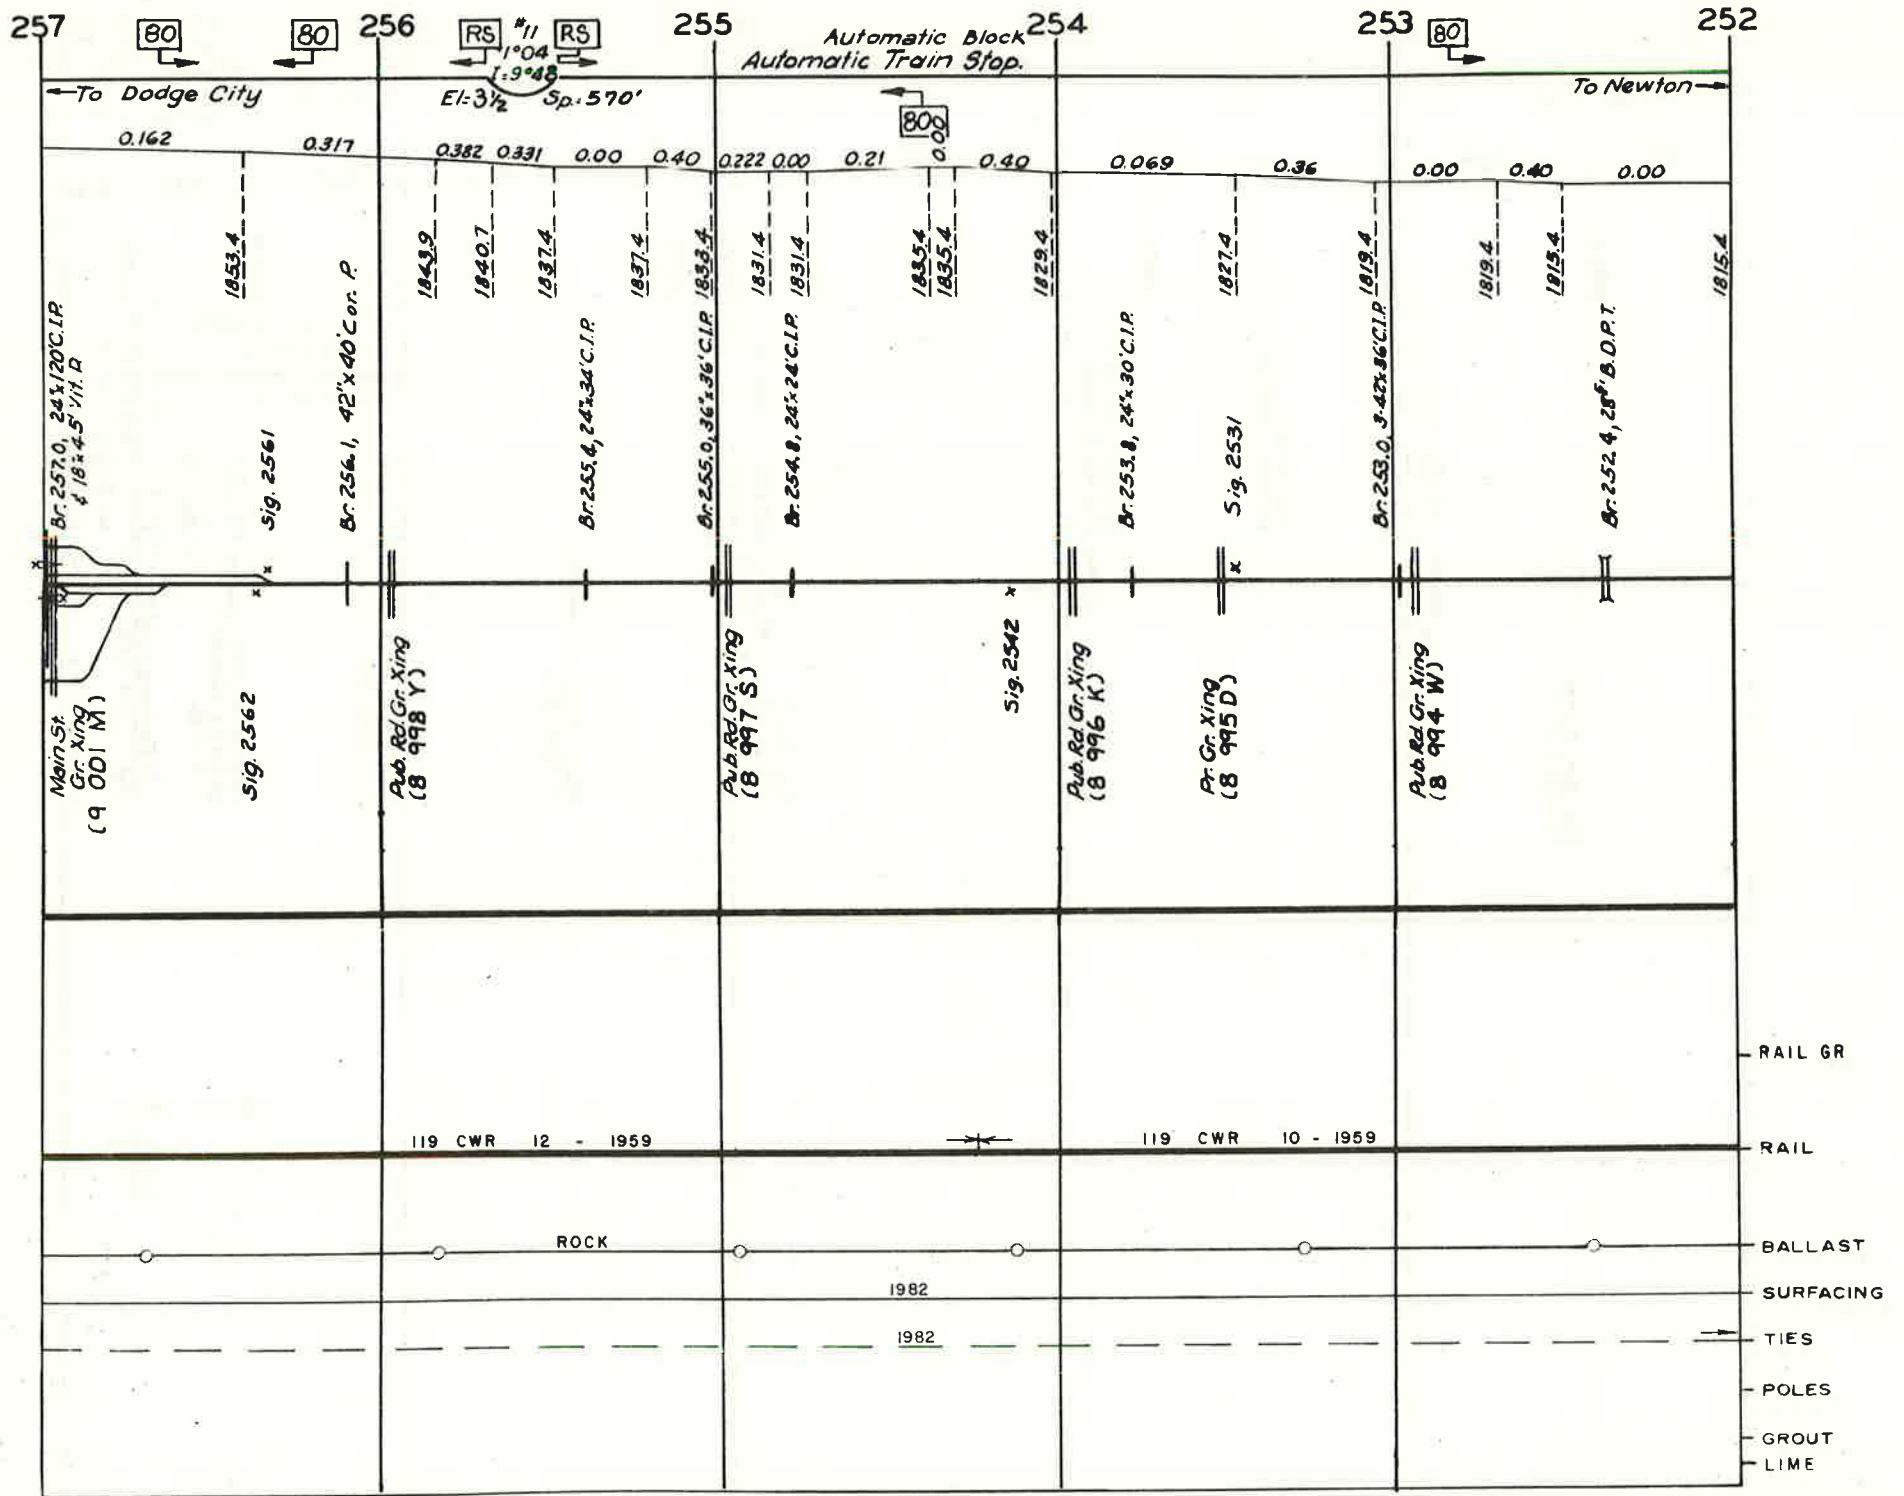 257
256
255
254
253
252
80
80
RS
#11
RS
1°04
I=9°48
Automatic Block
Automatic Train Stop.
80
To Dodge City
El=3½
Sp.=570'
80
To Newton
0.162
0.317
0.382
0.331
0.00
0.40
0.222
0.00
0.21
0.00
0.40
0.069
0.36
0.00
0.40
0.00
1853.4
1843.9
1840.7
1837.4
1837.4
1833.4
1831.4
1831.4
1835.4
1835.4
1829.4
1827.4
1819.4
1819.4
1815.4
1815.4
Br. 257.0, 24"x120'C.I.P.
& 18"x45' Vit. P.
Sig. 2561
Br. 256.1, 42"x40'Cor. P.
Br. 255.4, 24"x34'C.I.P.
Br. 255.0, 36"x36'C.I.P.
Br. 254.8, 24"x24'C.I.P.
Br. 253.8, 24"x30'C.I.P.
Sig. 2531
Br. 253.0, 3-42"x36'C.I.P.
Br. 252.4, 28' B.D.P.T.
Main St.
Gr. Xing
(9 001 M)
Sig. 2562
Pub. Rd. Gr. Xing
(8 998 Y)
Pub. Rd. Gr. Xing
(8 997 S)
Sig. 2542
Pub. Rd. Gr. Xing
(8 996 K)
Pr. Gr. Xing
(8 995 D)
Pub. Rd. Gr. Xing
(8 994 W)
RAIL GR
119 CWR 12 - 1959
119 CWR 10 - 1959
RAIL
ROCK
BALLAST
1982
SURFACING
1982
TIES
POLES
GROUT
LIME